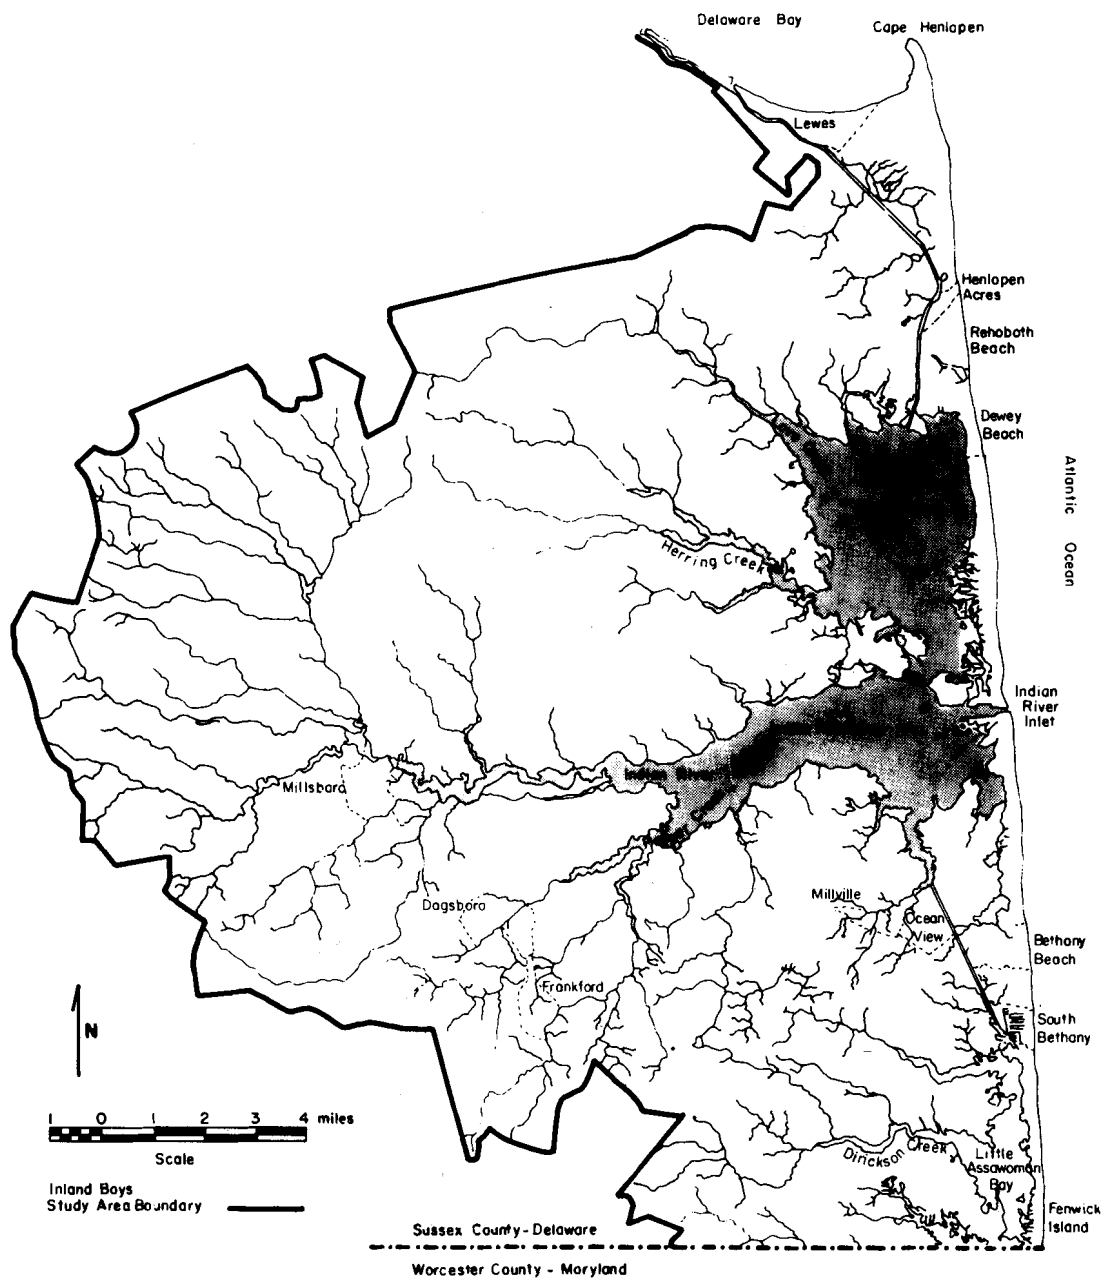 Delaware Bay
Cape Henlopen
Lewes
Henlopen
Acres
Rehoboth
Beach
Dewey
Beach
Atlantic Ocean
Herring Creek
Indian
River
Inlet
Indian River
Millsboro
Dagsboro
Millville
Ocean
View
Bethany
Beach
Frankford
South
Bethany
N
1 0 1 2 3 4 miles
Scale
Dirickson Creek
Little
Assawoman
Bay
Inland Bays
Study Area Boundary
Fenwick
Island
Sussex County - Delaware
Worcester County - Maryland